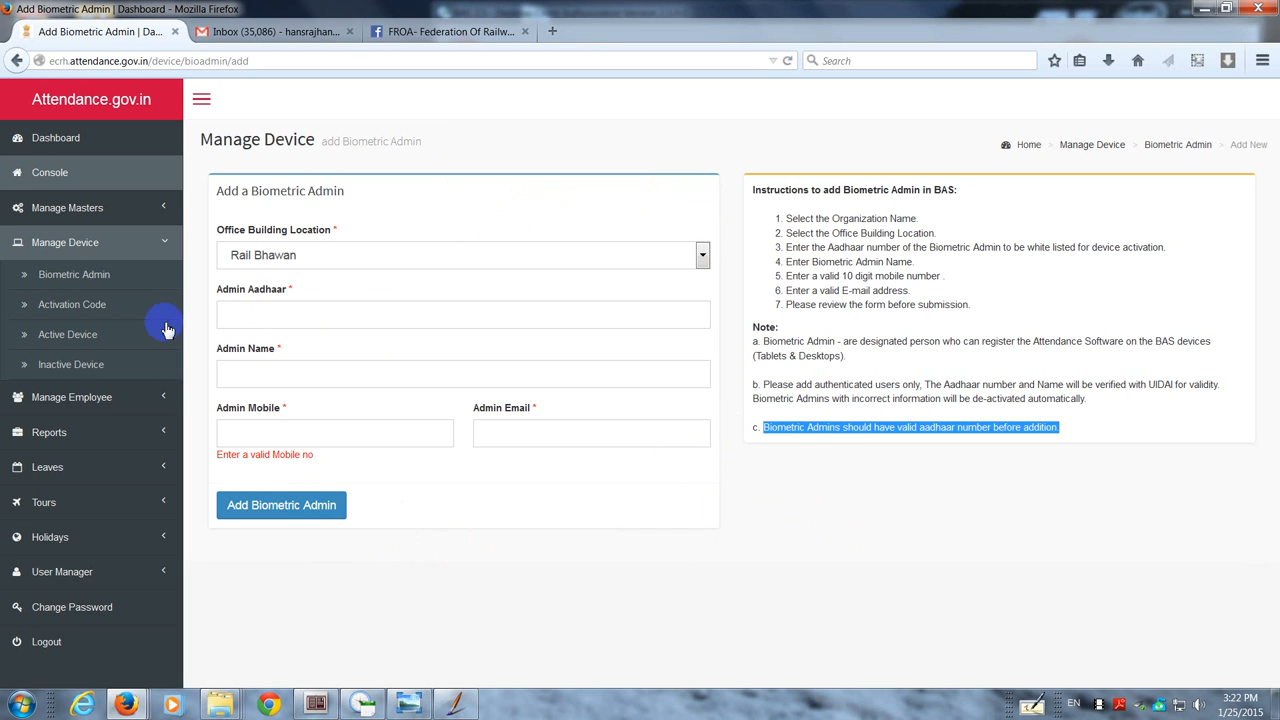 Add Biometric Admin | Dashboard - Mozilla Firefox
Add Biometric Admin | Da...
Inbox (35,086) - hansrajhan...
FROA- Federation Of Railw...
ecrh.attendance.gov.in/device/bioadmin/add
Search
Attendance.gov.in
Dashboard
Console
Manage Masters
Manage Device
Biometric Admin
Activation Code
Active Device
Inactive Device
Manage Employee
Reports
Leaves
Tours
Holidays
User Manager
Change Password
Logout
Manage Device add Biometric Admin
Home > Manage Device > Biometric Admin > Add New
Add a Biometric Admin
Office Building Location *
Rail Bhawan
Admin Aadhaar *
Admin Name *
Admin Mobile *
Admin Email *
Enter a valid Mobile no
Add Biometric Admin
Instructions to add Biometric Admin in BAS:
1. Select the Organization Name.
2. Select the Office Building Location.
3. Enter the Aadhaar number of the Biometric Admin to be white listed for device activation.
4. Enter Biometric Admin Name.
5. Enter a valid 10 digit mobile number .
6. Enter a valid E-mail address.
7. Please review the form before submission.
Note:
a. Biometric Admin - are designated person who can register the Attendance Software on the BAS devices
(Tablets & Desktops).
b. Please add authenticated users only, The Aadhar number and Name will be verified with UIDAI for validity.
Biometric Admins with incorrect information will be de-activated automatically.
c. Biometric Admins should have valid aadhaar number before addition.
EN
3:22 PM
1/25/2015